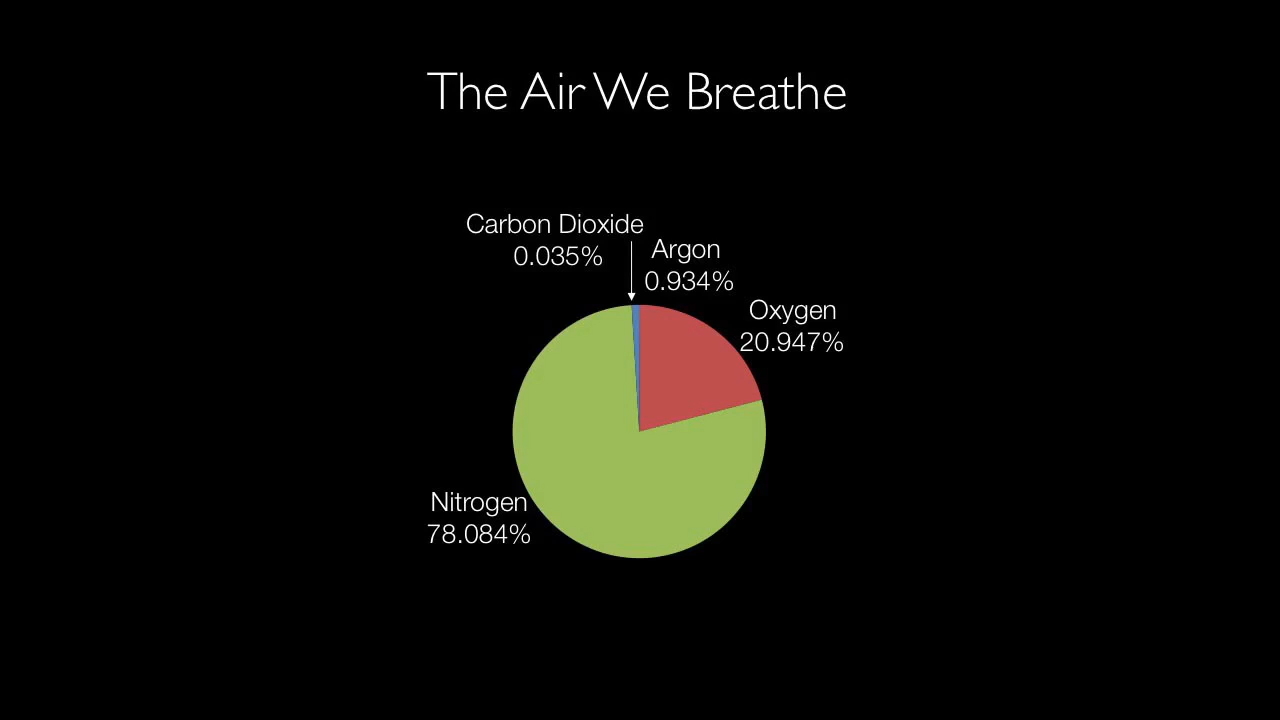 The Air We Breathe
Carbon Dioxide
0.035%
Argon
0.934%
Oxygen
20.947%
Nitrogen
78.084%